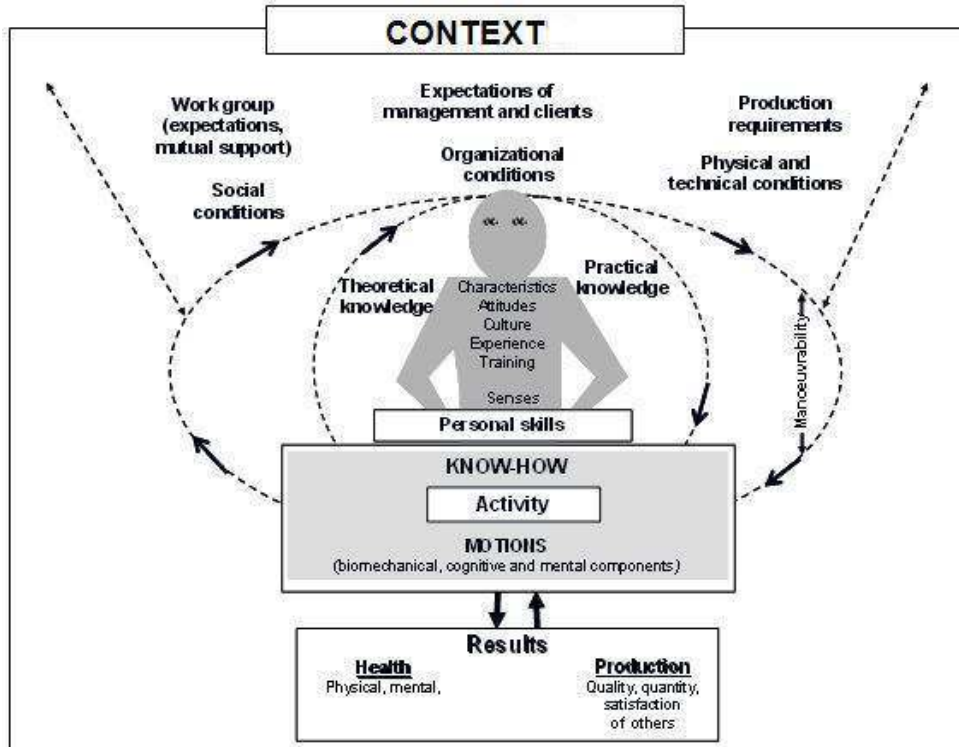 CONTEXT
Work group
(expectations,
mutual support)
Expectations of
management and clients
Production
requirements
Social
conditions
Organizational
conditions
Physical and
technical conditions
Theoretical
knowledge
Characteristics
Attitudes
Culture
Experience
Training
Senses
Practical
knowledge
Manoeuvrability
Personal skills
KNOW-HOW
Activity
MOTIONS
(biomechanical, cognitive and mental components)
Results
Health
Physical, mental,
Production
Quality, quantity,
satisfaction
of others